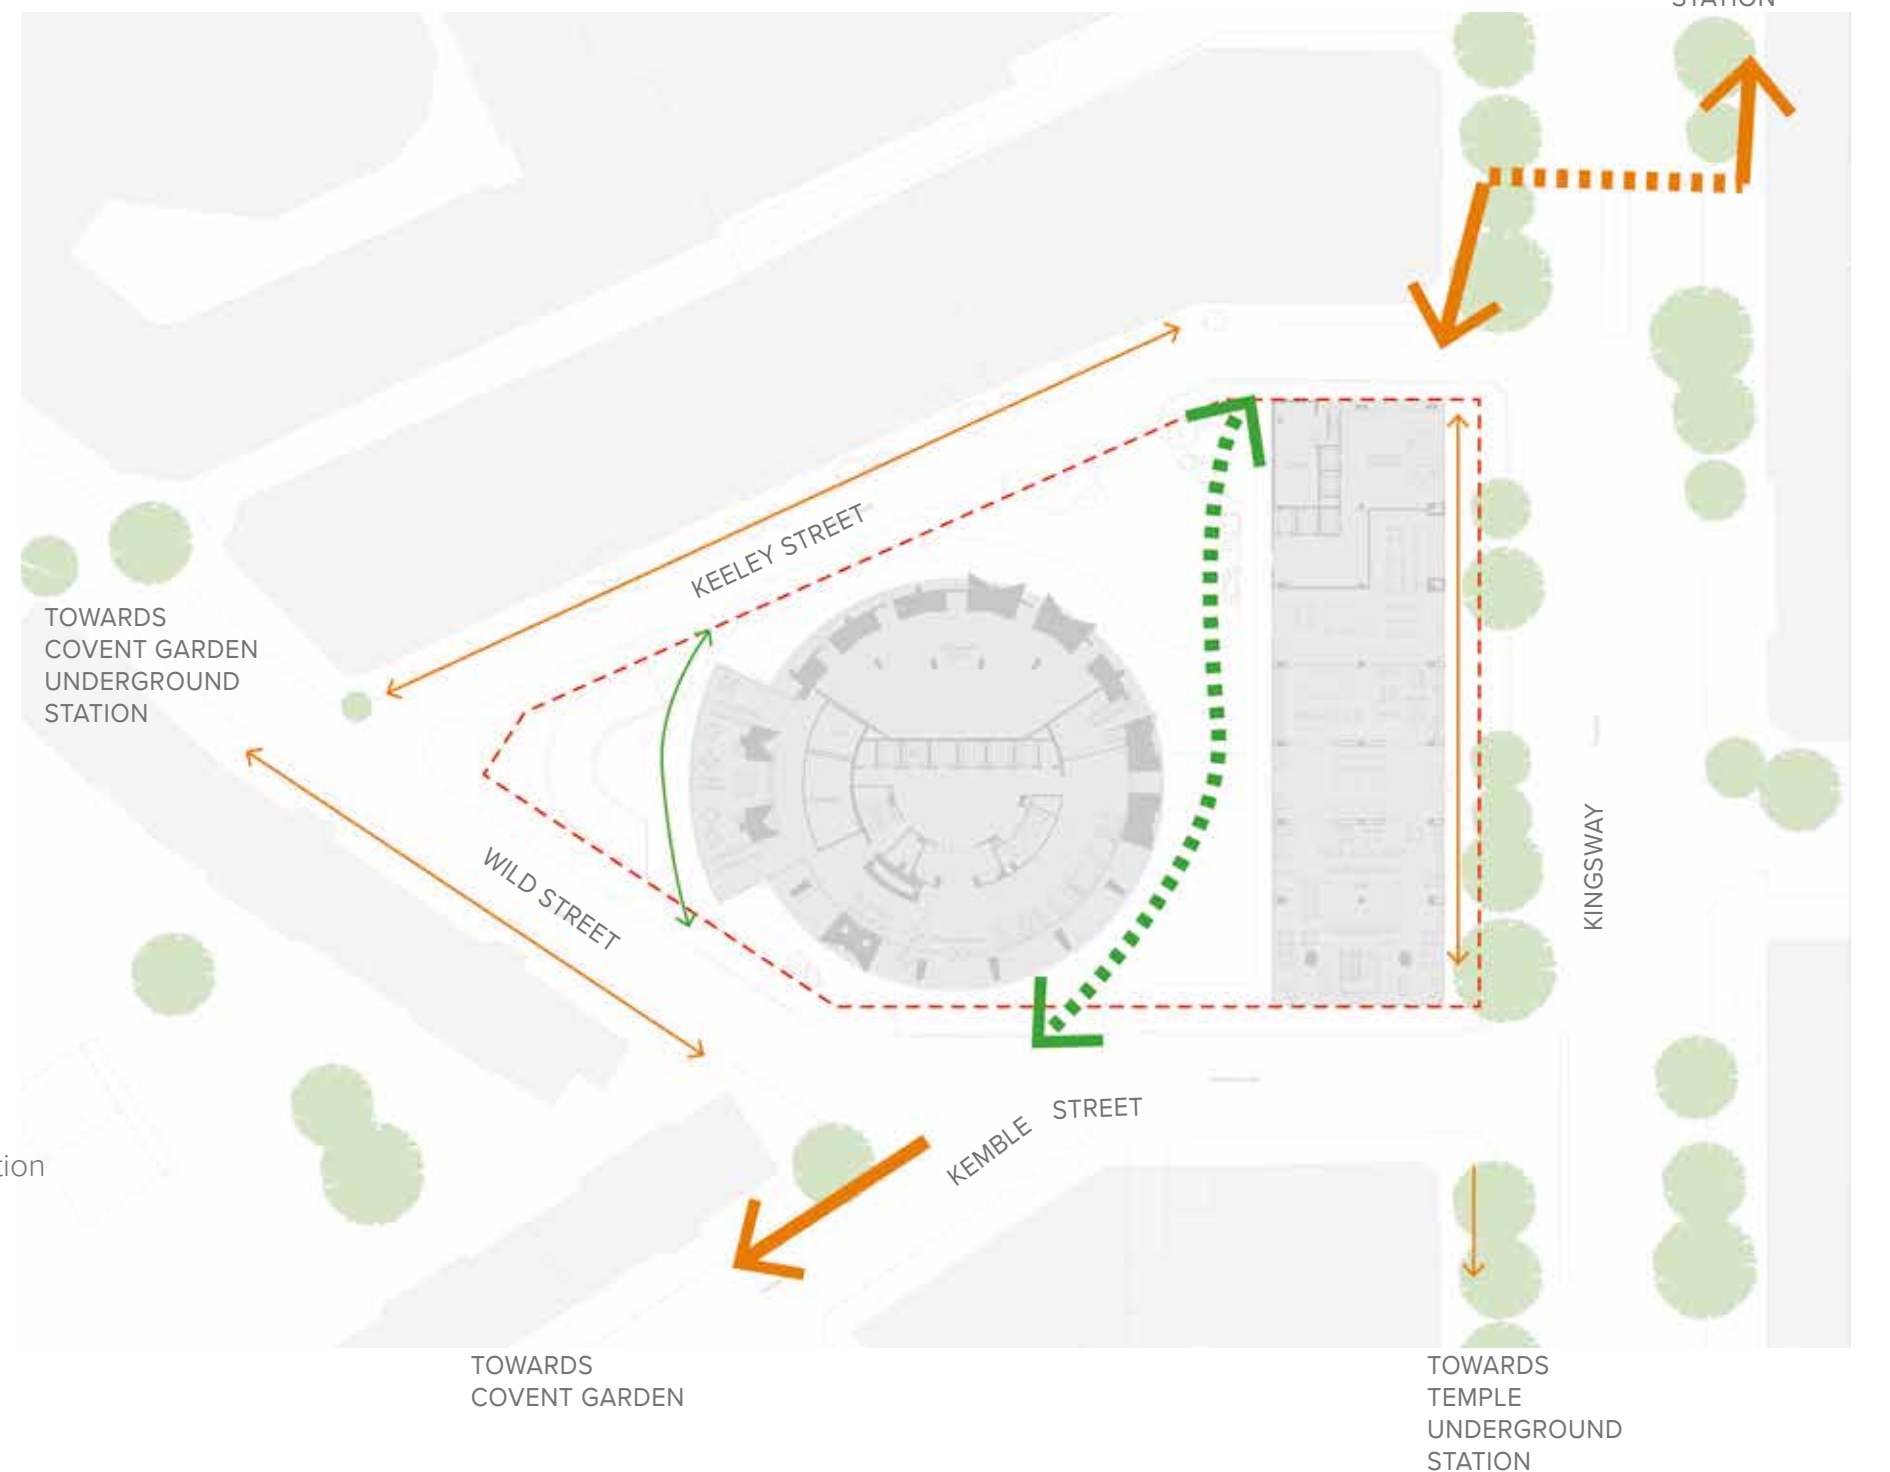 STATION
KEELEY STREET
TOWARDS
COVENT GARDEN
UNDERGROUND
STATION
WILD STREET
KINGSWAY
KEMBLE STREET
tion
TOWARDS
COVENT GARDEN
TOWARDS
TEMPLE
UNDERGROUND
STATION